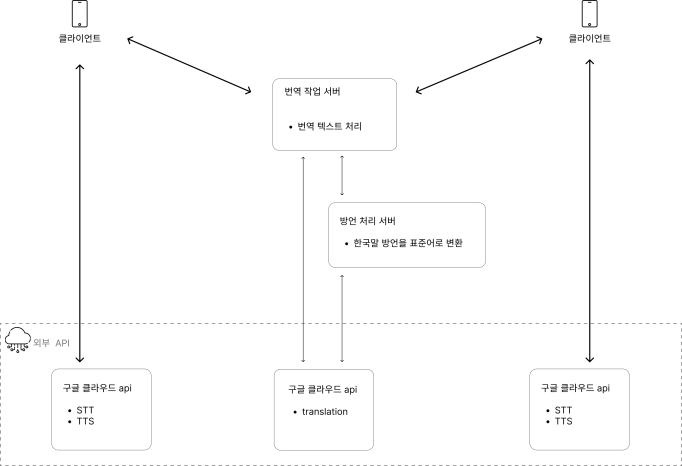 클라이언트
클라이언트
번역 작업 서버
• 번역 텍스트 처리
방언 처리 서버
• 한국말 방언을 표준어로 변환
외부 API
구글 클라우드 api
• STT
• TTS
구글 클라우드 api
• translation
구글 클라우드 api
• STT
• TTS